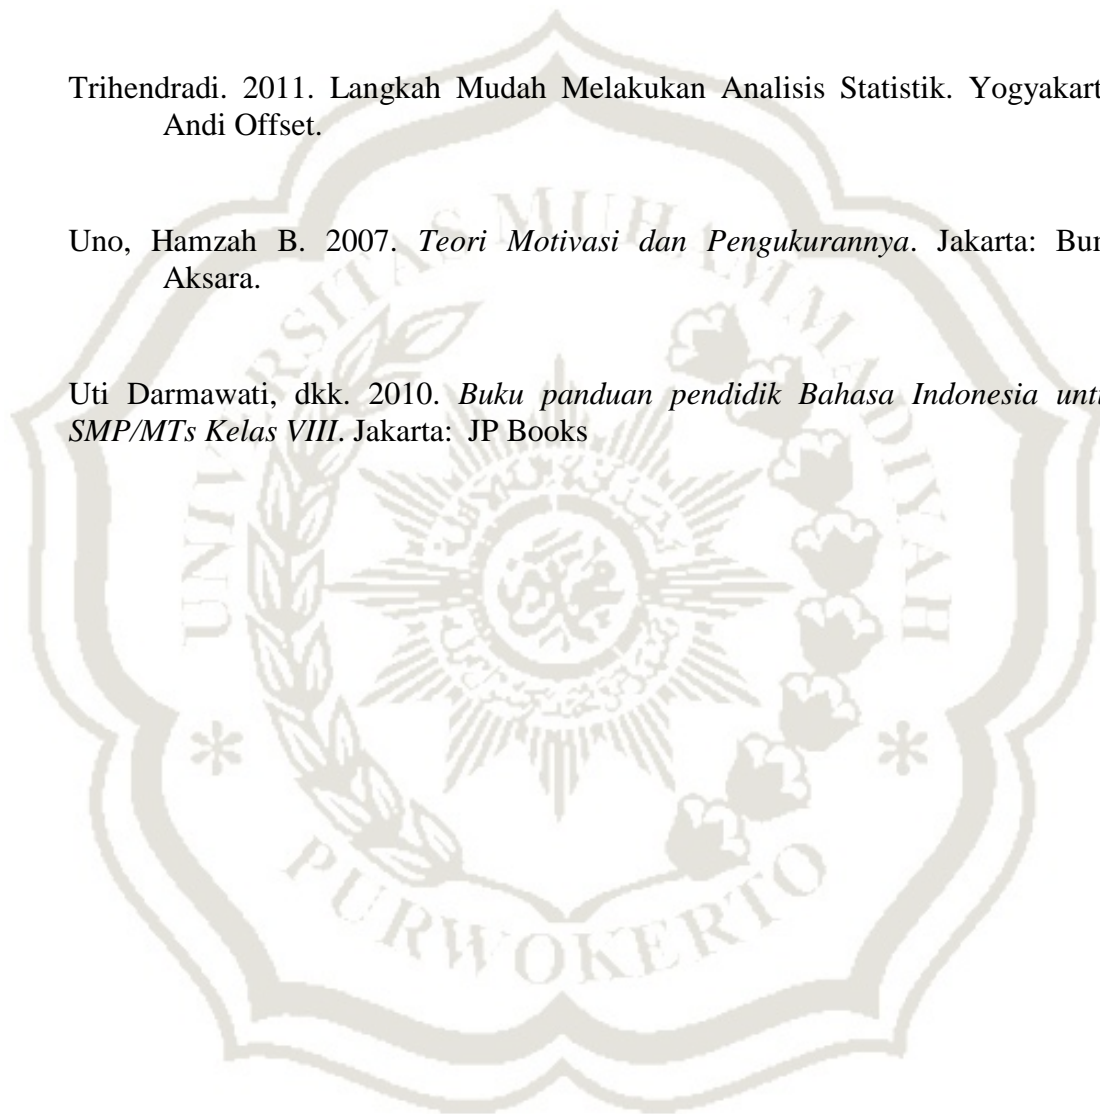 Trihendradi. 2011. Langkah Mudah Melakukan Analisis Statistik. Yogyakart
Andi Offset.
Uno, Hamzah B. 2007. Teori Motivasi dan Pengukurannya. Jakarta: Bu
Aksara.
Uti Darmawati, dkk. 2010. Buku panduan pendidik Bahasa Indonesia unt
SMP/MTs Kelas VIII. Jakarta: JP Books
UNIVERSITAS MUHAMMADIYAH
PURWOKERTO